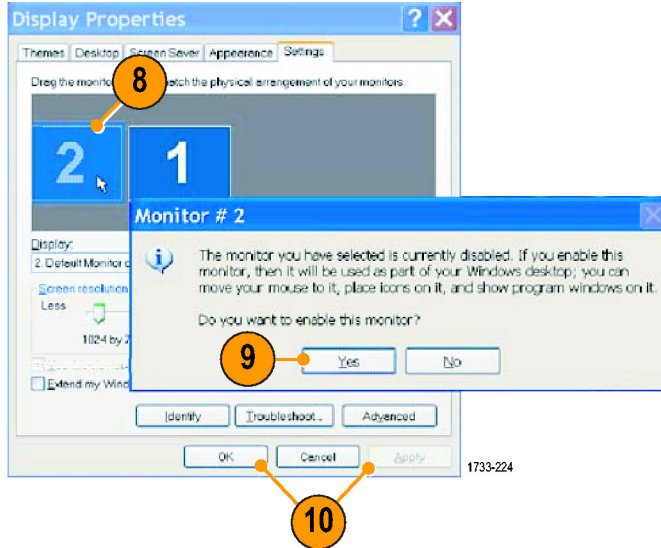 Display Properties
Themes Desktop Screen Saver Appearance Settings
Drag the monitor match the physical arrangement of your monitors.
8
2
1
Monitor # 2
The monitor you have selected is currently disabled. If you enable this
monitor, then it will be used as part of your Windows desktop; you can
move your mouse to it, place icons on it, and show program windows on it.
Do you want to enable this monitor?
9
Yes No
Display:
2. Default Monitor
Screen resolution
Less
1024 by 7
Extend my Wind
Identify Troubleshoot... Advanced
OK Cancel Apply
1733-224
10